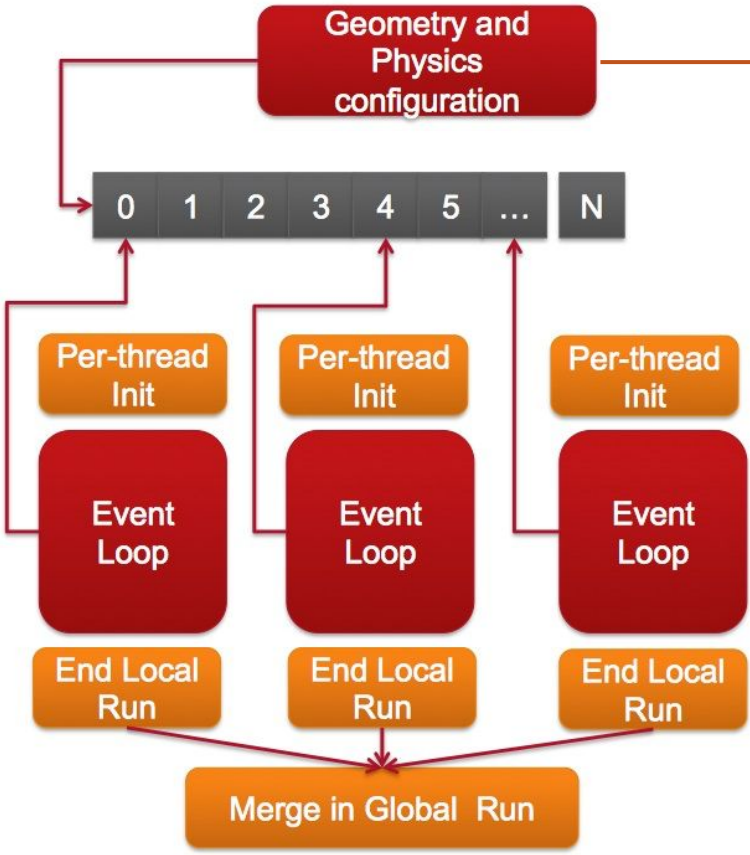 Geometry and
Physics
configuration
0 1 2 3 4 5 ... N
Per-thread
Init
Per-thread
Init
Per-thread
Init
Event
Loop
Event
Loop
Event
Loop
End Local
Run
End Local
Run
End Local
Run
Merge in Global Run